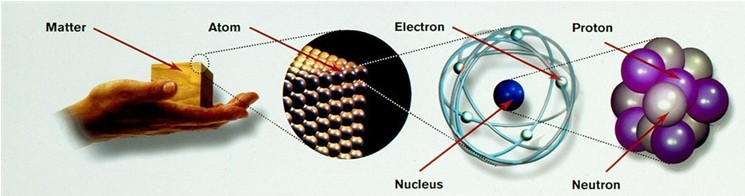 Matter
Atom
Electron
Proton
Nucleus
Neutron